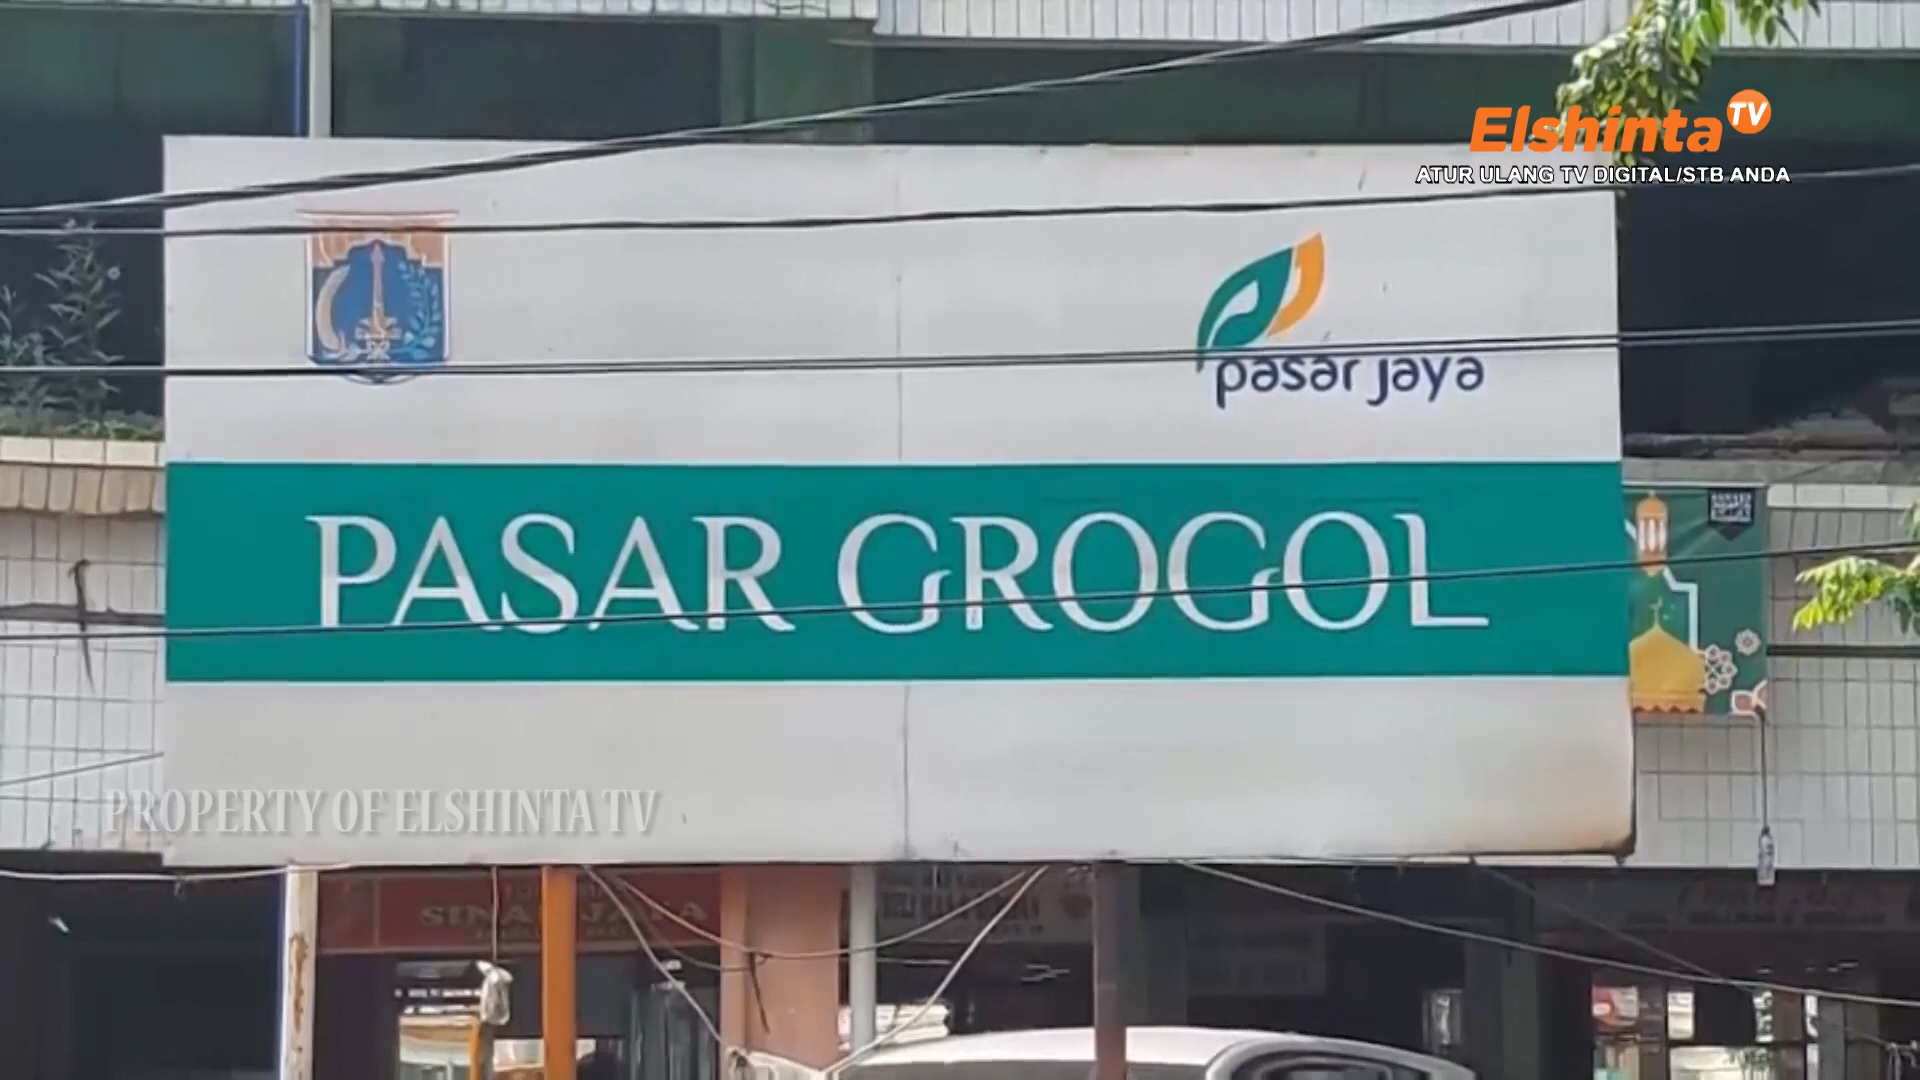 Elshinta TV
ATUR ULANG TV DIGITAL/STB ANDA
pasar jaya
PASAR GROGOL
PROPERTY OF ELSHINTA TV